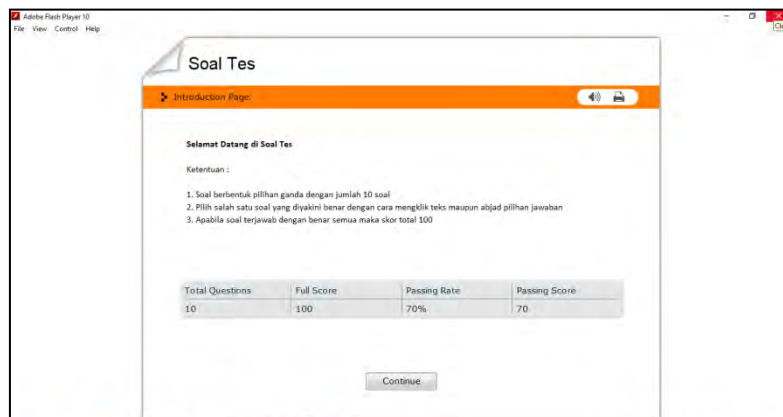 Adobe Flash Player 10
File View Control Help
Soal Tes
Introduction Page:
Selamat Datang di Soal Tes
Ketentuan :
1. Soal berbentuk pilihan ganda dengan jumlah 10 soal
2. Pilih salah satu soal yang diyakini benar dengan cara mengklik teks maupun abjad pilihan jawaban
3. Apabila soal terjawab dengan benar semua maka skor total 100
Total Questions Full Score Passing Rate Passing Score
10 100 70% 70
Continue